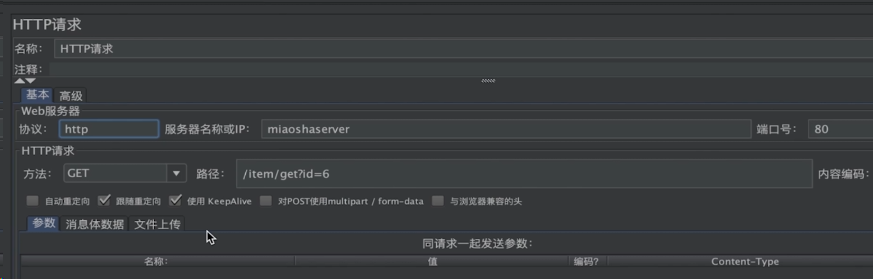 HTTP请求
名称： HTTP请求
注释：
基本 高级
Web服务器
协议： http 服务器名称或IP： miaoshaserver 端口号： 80
HTTP请求
方法： GET 路径： /item/get?id=6 内容编码：
自动重定向 跟随重定向 使用 KeepAlive 对POST使用multipart / form-data 与浏览器兼容的头
参数 消息体数据 文件上传
同请求一起发送参数：
名称： 值 编码? Content-Type